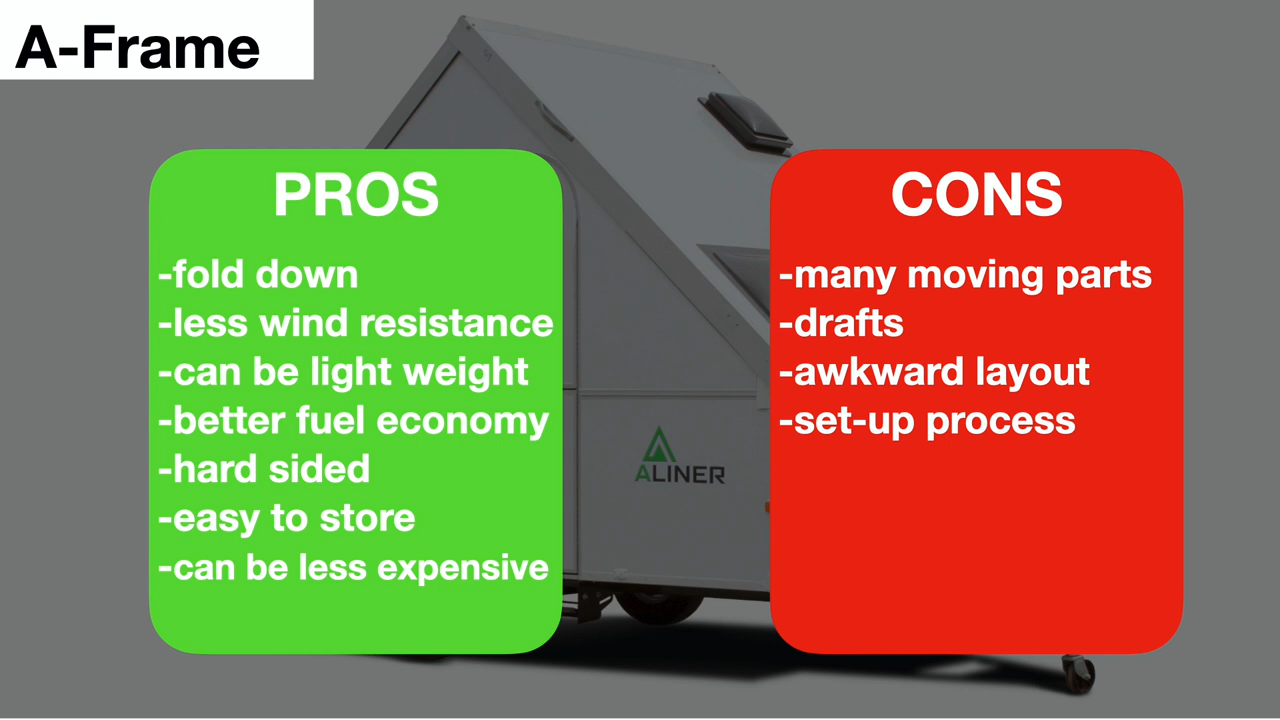 A-Frame
PROS
-fold down
-less wind resistance
-can be light weight
-better fuel economy
-hard sided
-easy to store
-can be less expensive
CONS
-many moving parts
-drafts
-awkward layout
-set-up process
ALINER